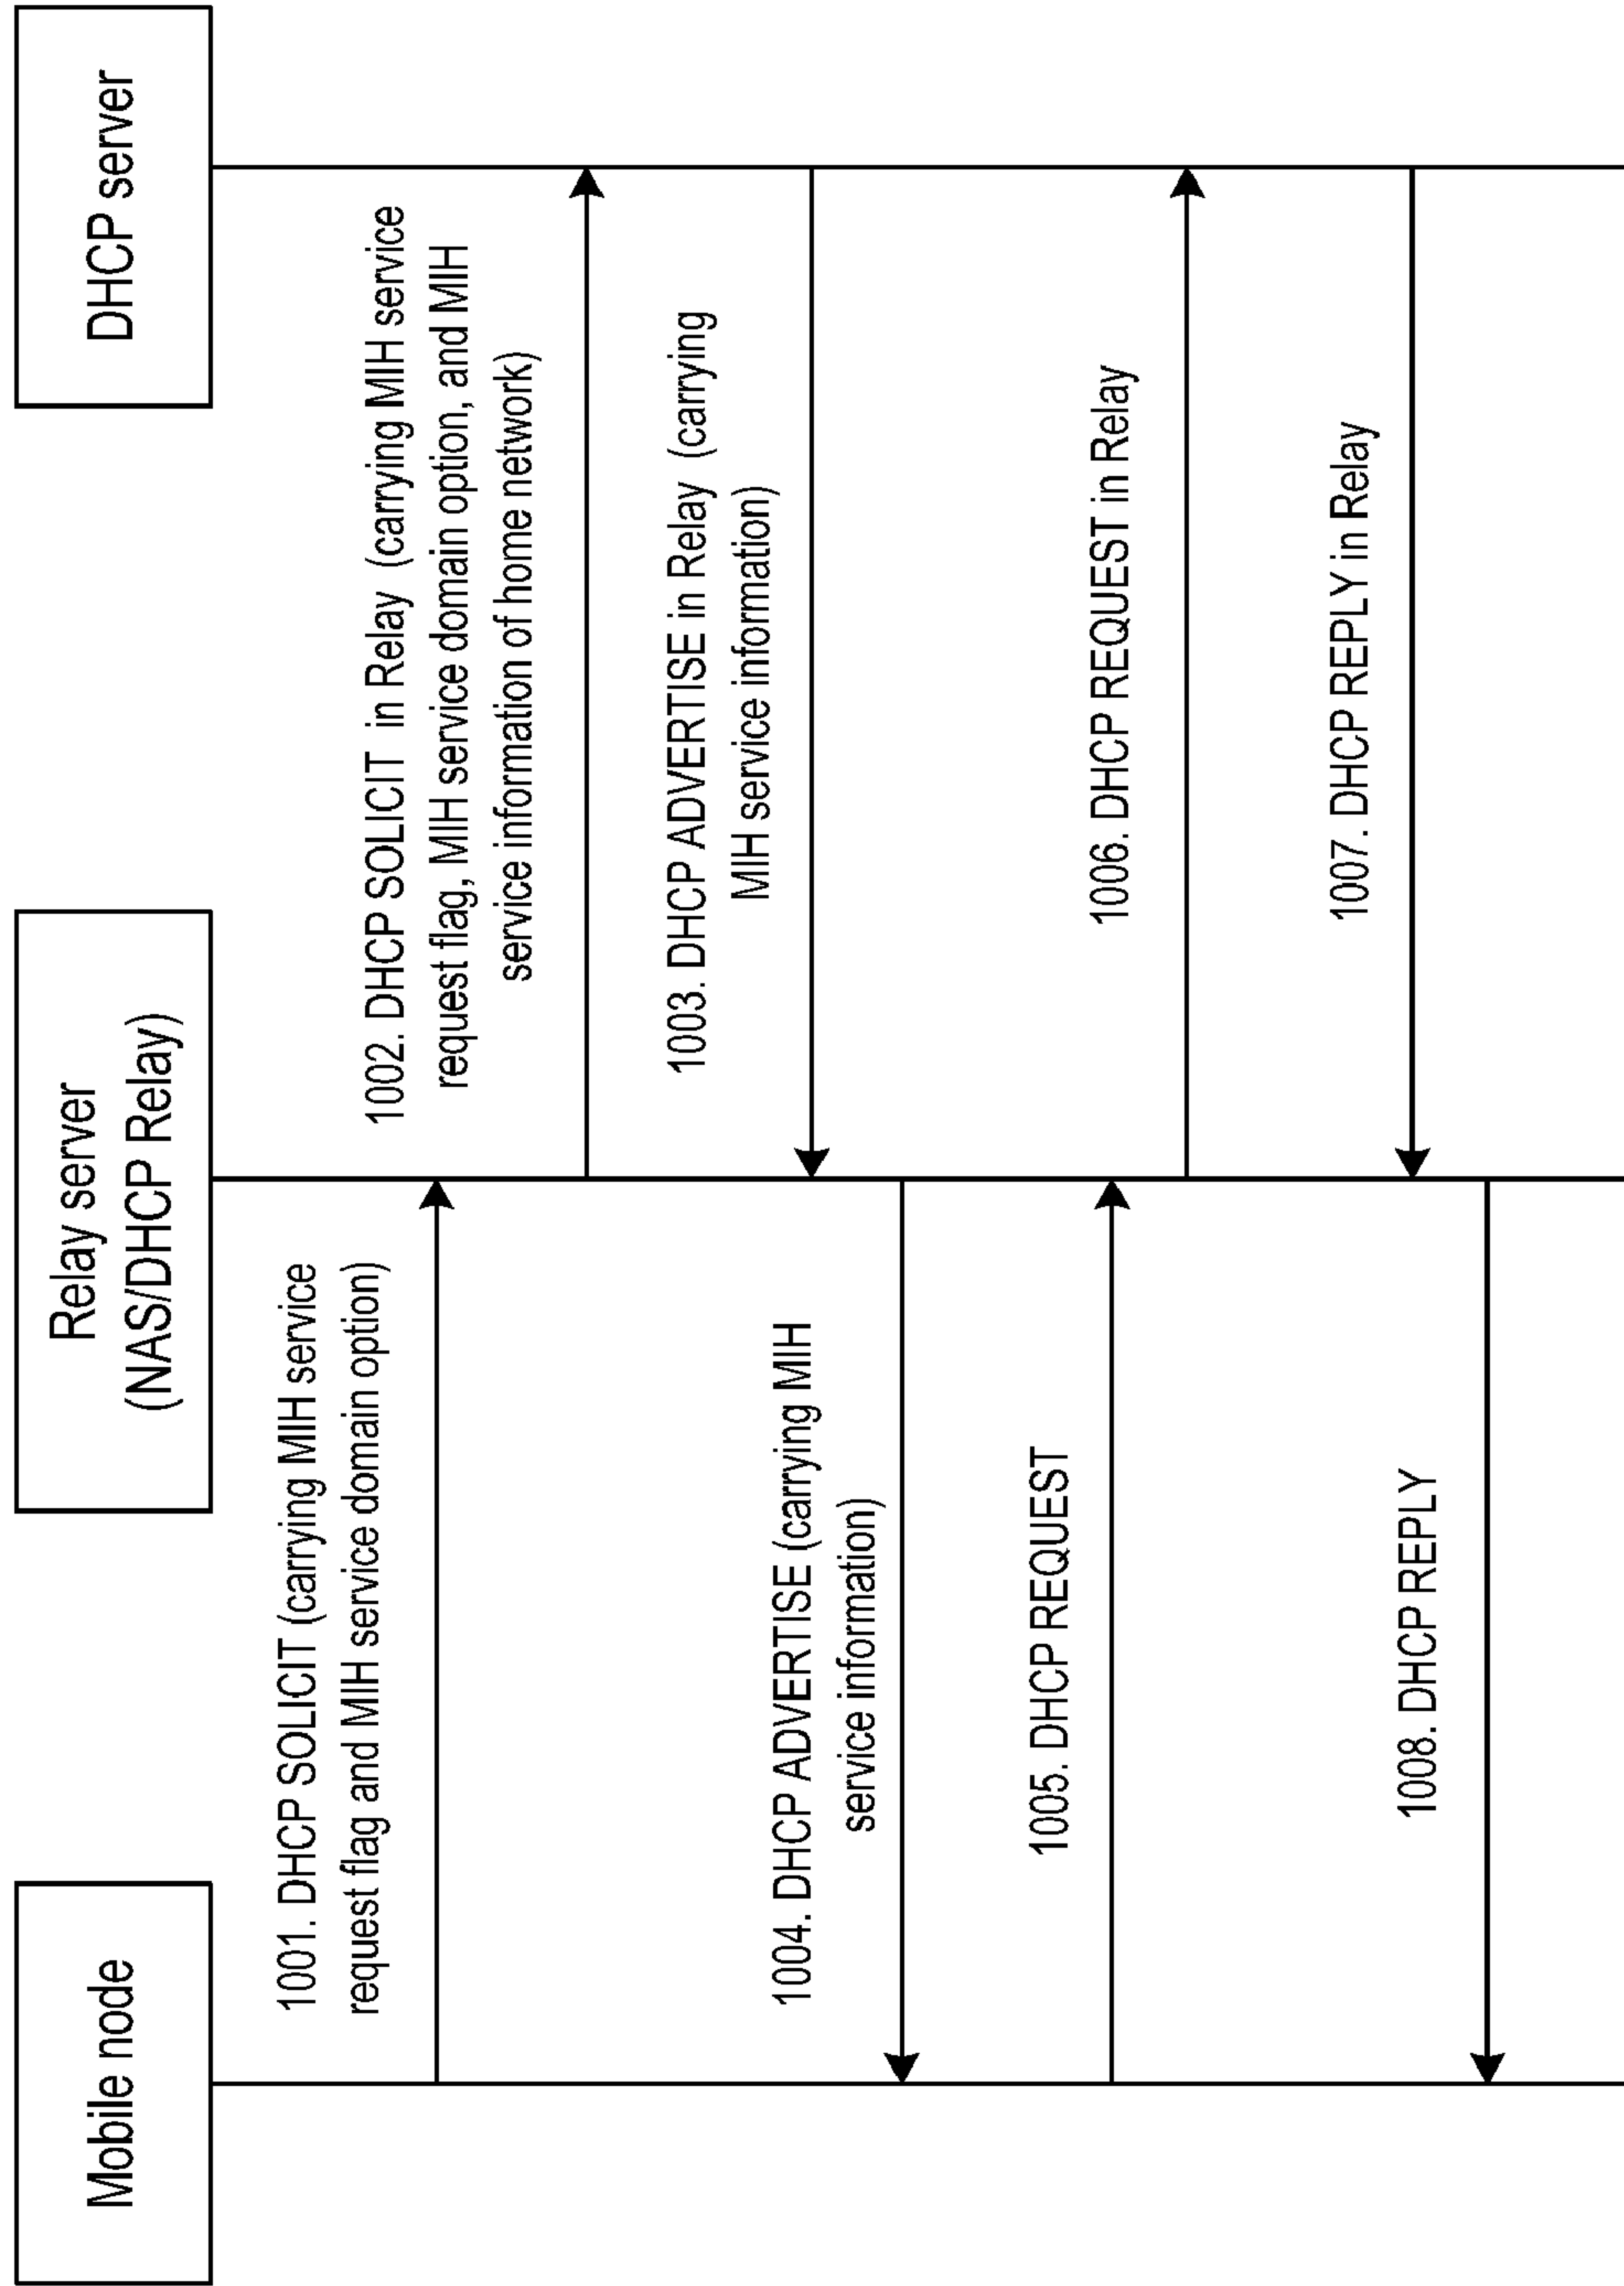 Mobile node
Relay server
(NAS/DHCP Relay)
DHCP server
1001. DHCP SOLICIT (carrying MIH service
request flag and MIH service domain option)
1002. DHCP SOLICIT in Relay (carrying MIH service
request flag, MIH service domain option, and MIH
service information of home network)
1003. DHCP ADVERTISE in Relay (carrying
MIH service information)
1004. DHCP ADVERTISE (carrying MIH
service information)
1005. DHCP REQUEST
1006. DHCP REQUEST in Relay
1007. DHCP REPLY in Relay
1008. DHCP REPLY